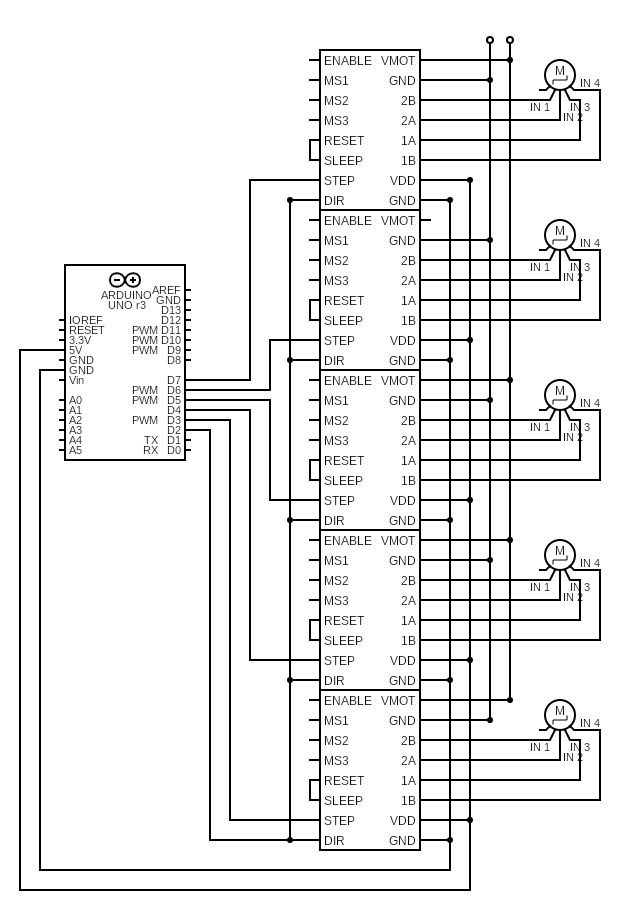 ENABLE VMOT
MS1 GND
MS2 2B
MS3 2A
RESET 1A
SLEEP 1B
STEP VDD
DIR GND
M
IN 4
IN 1 IN 3
IN 2
ENABLE VMOT
MS1 GND
MS2 2B
MS3 2A
RESET 1A
SLEEP 1B
STEP VDD
DIR GND
M
IN 4
IN 1 IN 3
IN 2
ARDUINO
UNO r3
AREF
GND
D13
IOREF D12
RESET PWM D11
3.3V PWM D10
5V PWM D9
GND D8
GND
Vin D7
PWM D6
A0 PWM D5
A1 D4
A2 PWM D3
A3 D2
A4 TX D1
A5 RX D0
ENABLE VMOT
MS1 GND
MS2 2B
MS3 2A
RESET 1A
SLEEP 1B
STEP VDD
DIR GND
M
IN 4
IN 1 IN 3
IN 2
ENABLE VMOT
MS1 GND
MS2 2B
MS3 2A
RESET 1A
SLEEP 1B
STEP VDD
DIR GND
M
IN 4
IN 1 IN 3
IN 2
ENABLE VMOT
MS1 GND
MS2 2B
MS3 2A
RESET 1A
SLEEP 1B
STEP VDD
DIR GND
M
IN 4
IN 1 IN 3
IN 2